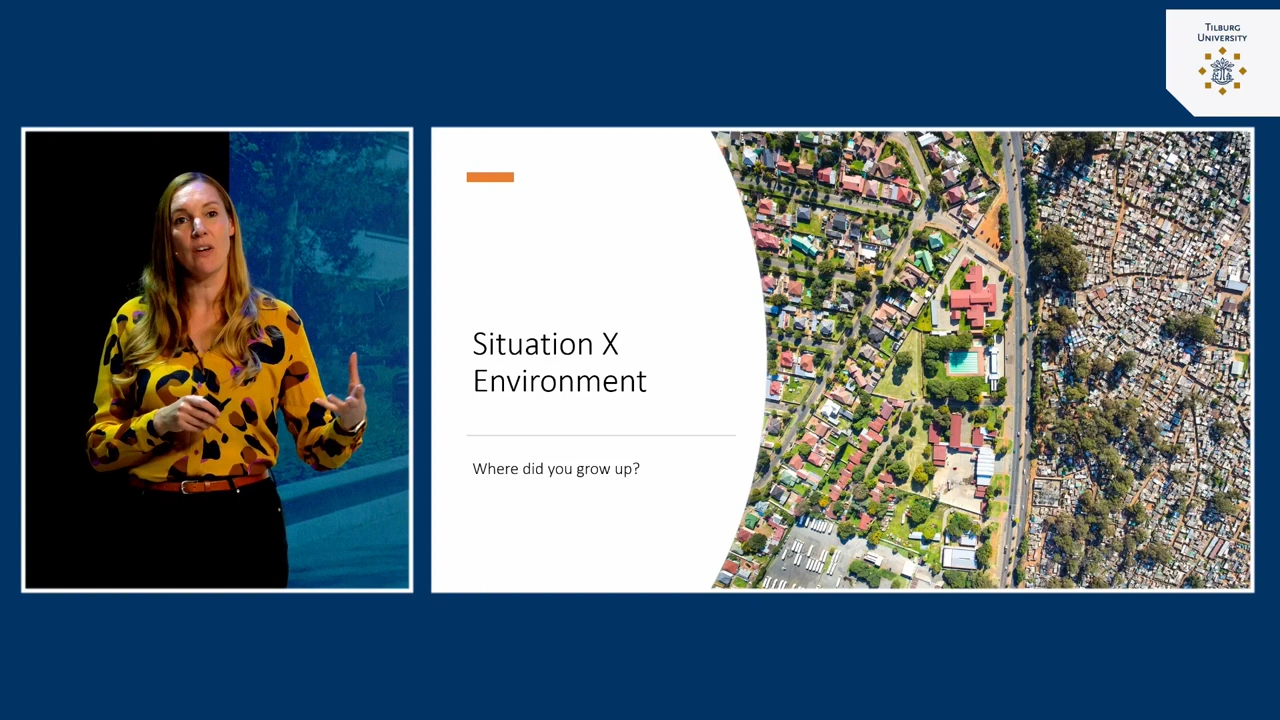 TILBURG
UNIVERSITY
Situation X
Environment
Where did you grow up?